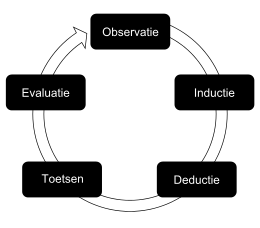 Observatie
Inductie
Deductie
Toetsen
Evaluatie